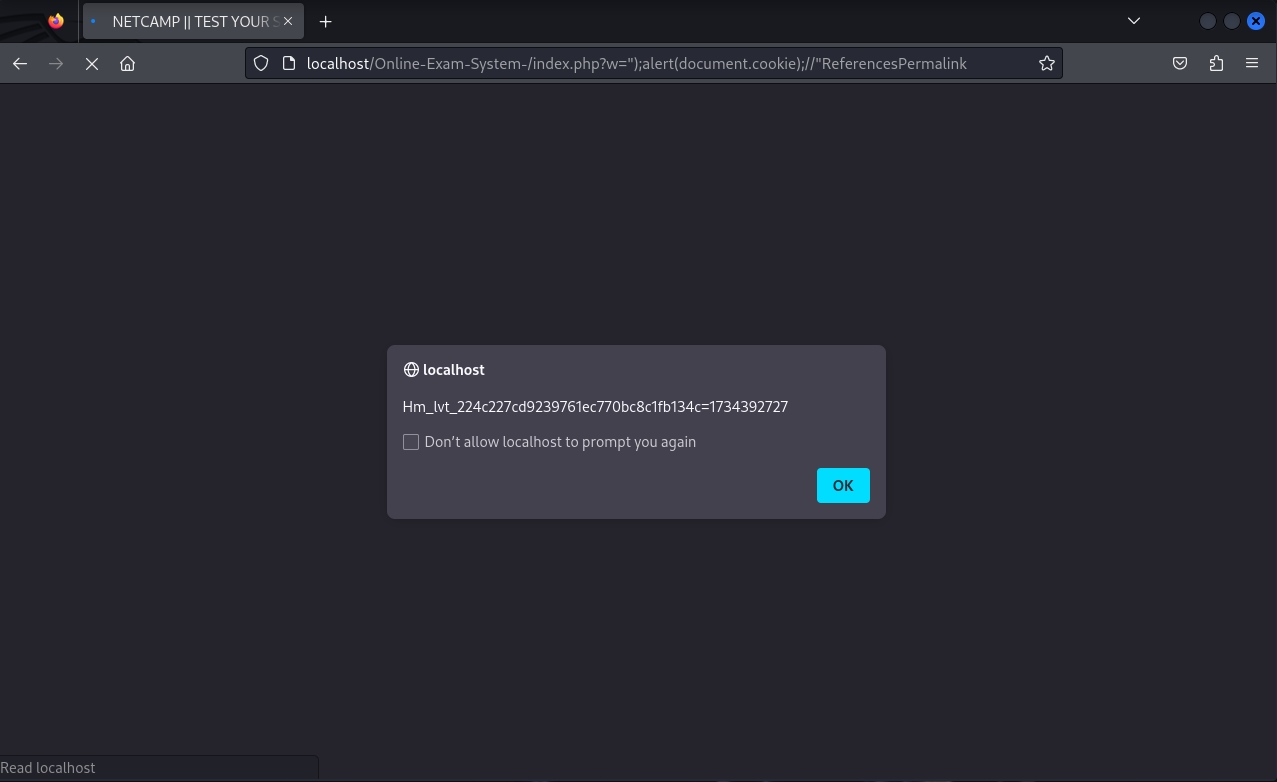 NETCAMP || TEST YOUR S
localhost/Online-Exam-System-/index.php?w=");alert(document.cookie);//"ReferencesPermalink
localhost
Hm_lvt_224c227cd9239761ec770bc8c1fb134c=1734392727
Don’t allow localhost to prompt you again
OK
Read localhost